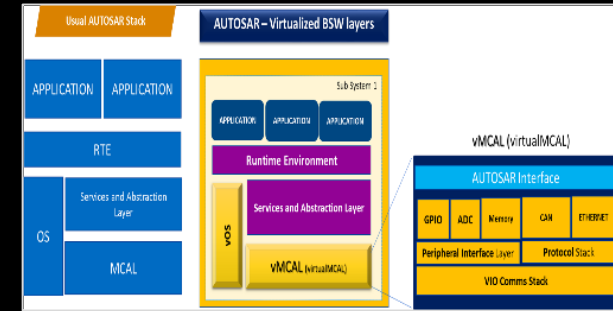 Usual AUTOSAR Stack
APPLICATION
APPLICATION
RTE
OS
Services and Abstraction
Layer
MCAL
AUTOSAR – Virtualized BSW layers
Sub System 1
APPLICATION
APPLICATION
APPLICATION
Runtime Environment
vOS
Services and Abstraction Layer
vMCAL (virtualMCAL)
vMCAL (virtualMCAL)
AUTOSAR Interface
GPIO
ADC
Memory
CAN
ETHERNET
Peripheral Interface Layer
Protocol Stack
VIO Comms Stack